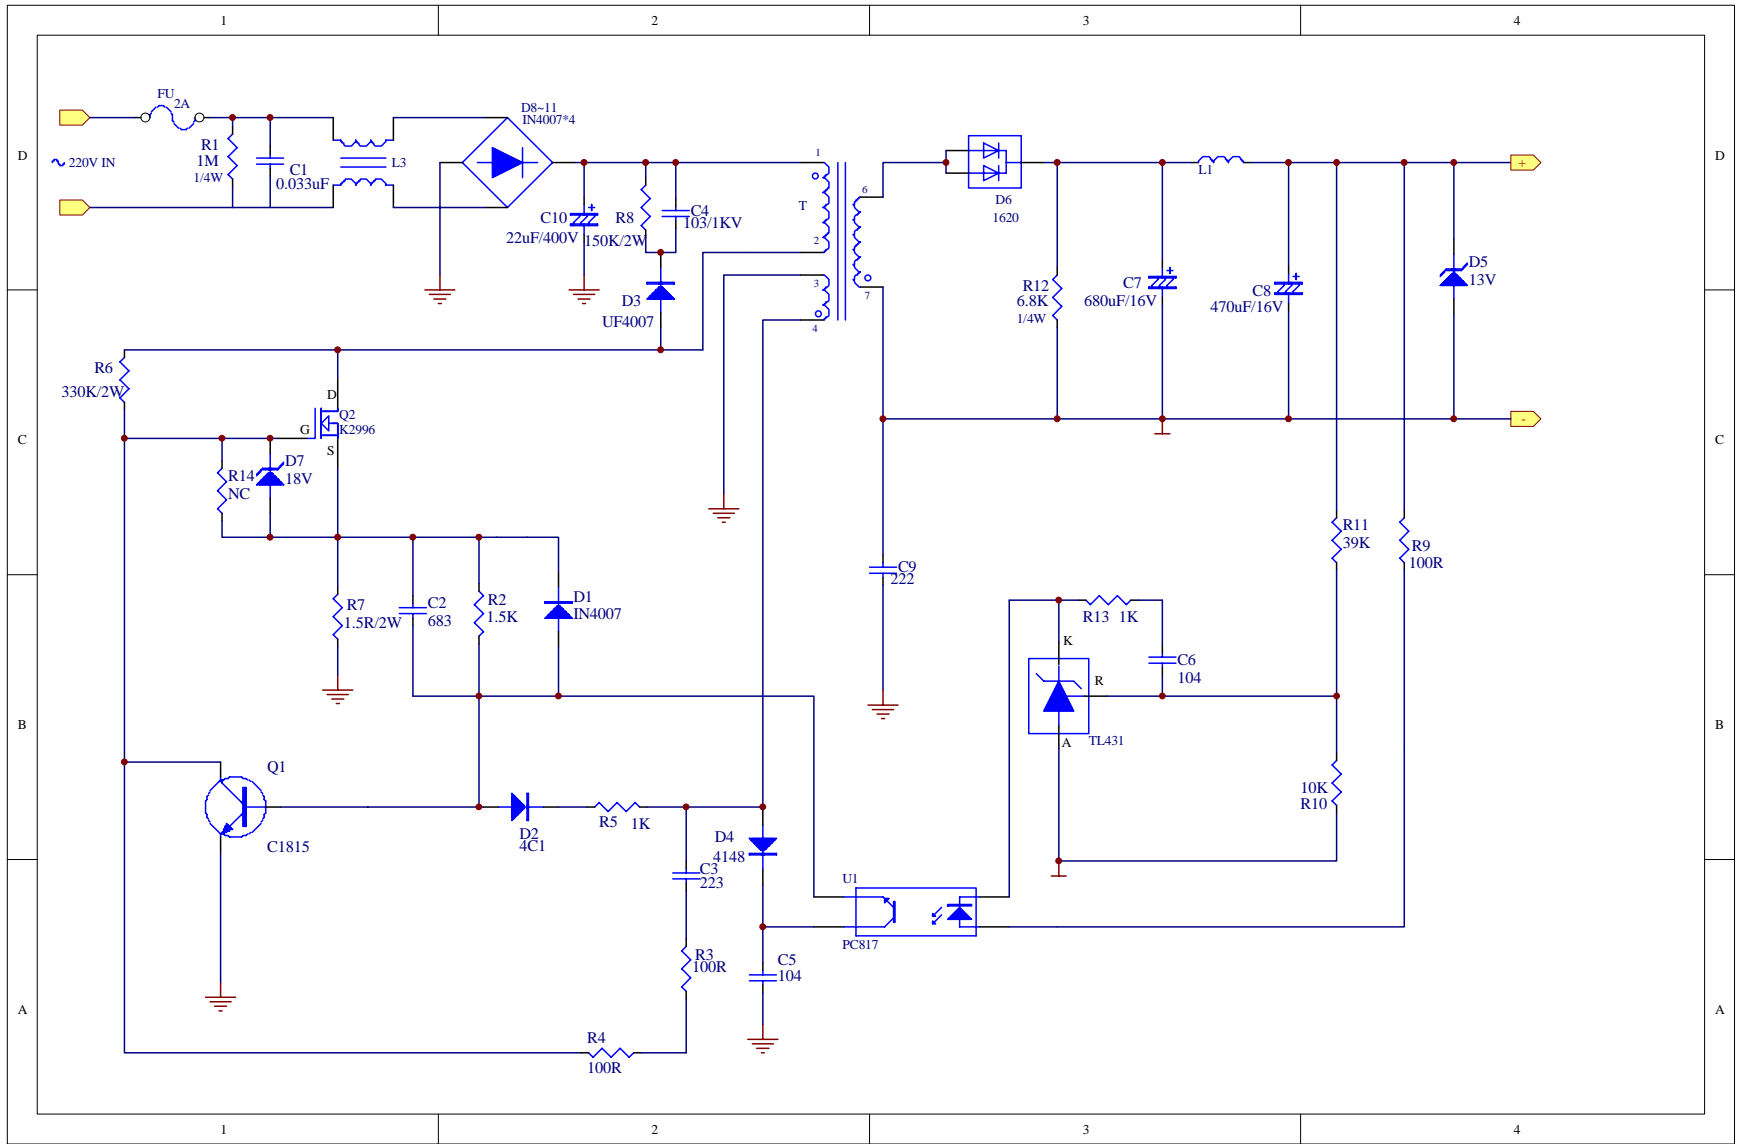 1 2 3 4
D D
FU
2A
D8~11
IN4007*4
R1
1M
1/4W
220V IN
C1
0.033uF
L3
C10
22uF/400V
R8
150K/2W
C4
103/1KV
1
T
2
3
4
6
7
D6
1620
L1
+
D3
UF4007
R12
6.8K
1/4W
C7
680uF/16V
C8
470uF/16V
D5
13V
+
+
+
R6
330K/2W
D
G
S
Q2
K2996
C C
-
R14
NC
D7
18V
R11
39K
R9
100R
C9
222
R7
1.5R/2W
C2
683
R2
1.5K
D1
IN4007
R13 1K
K
R
A
C6
104
TL431
B B
Q1
C1815
D2
4C1
R5 1K
D4
4148
C3
223
10K
R10
U1
PC817
R3
100R
C5
104
A A
R4
100R
1 2 3 4